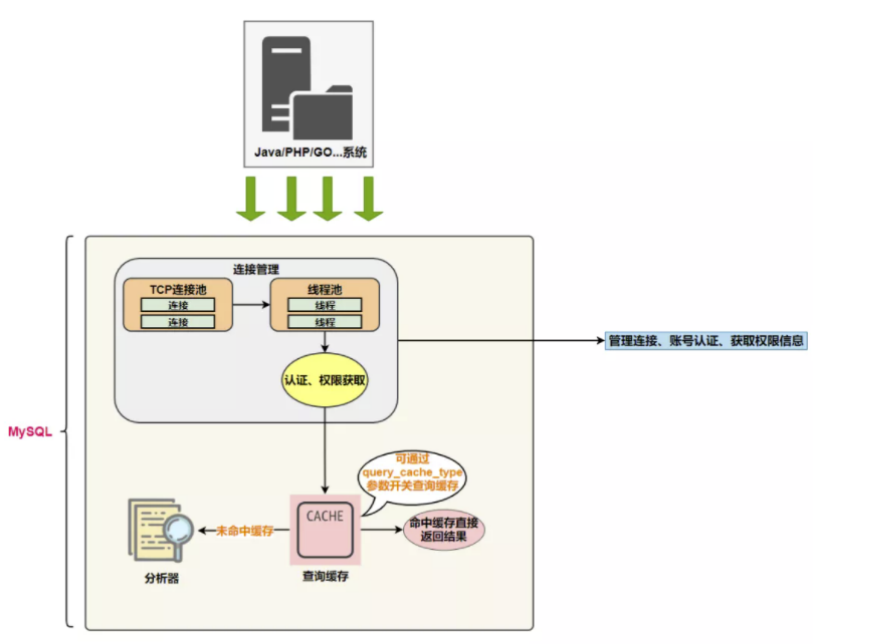 Java/PHP/GO...系统
连接管理
TCP连接池
连接
连接
线程池
线程
线程
认证、权限获取
管理连接、账号认证、获取权限信息
MySQL
可通过
query_cache_type
参数开关查询缓存
CACHE
未命中缓存
命中缓存直接
返回结果
分析器
查询缓存